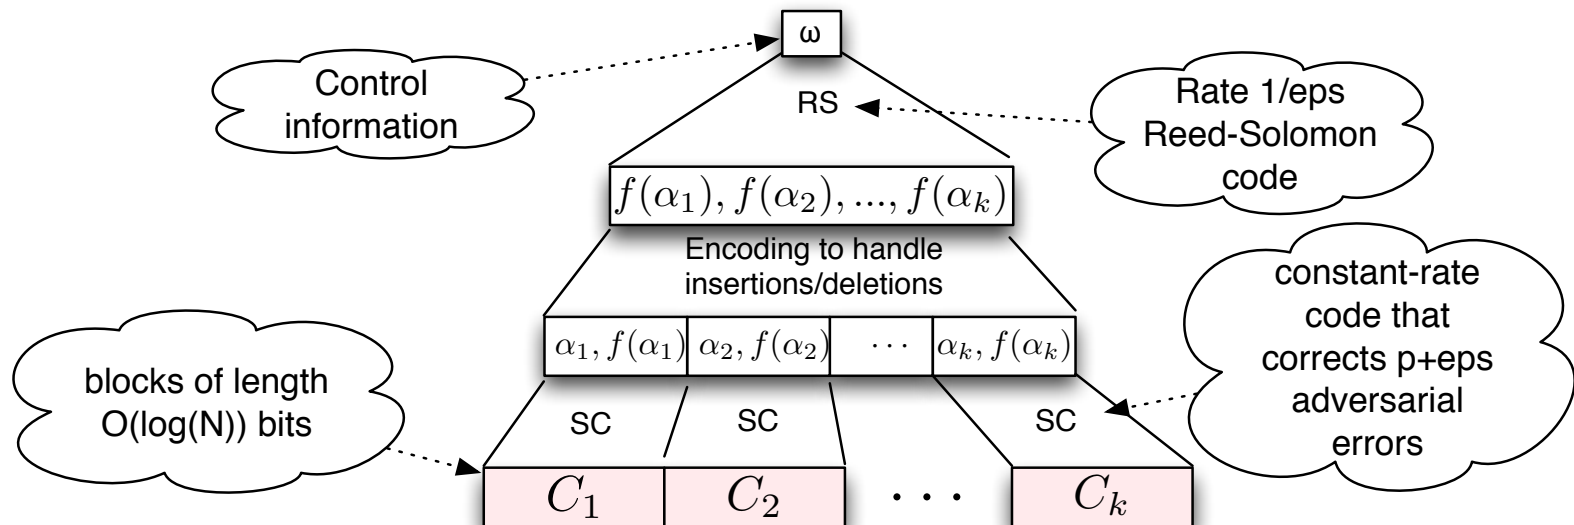 ω
Control
information
RS
Rate 1/eps
Reed-Solomon
code
f(α₁), f(α₂), ..., f(αₖ)
Encoding to handle
insertions/deletions
constant-rate
code that
corrects p+eps
adversarial
errors
α₁, f(α₁) α₂, f(α₂) ⋯ αₖ, f(αₖ)
blocks of length
O(log(N)) bits
SC SC SC
C₁ C₂ ⋯ Cₖ